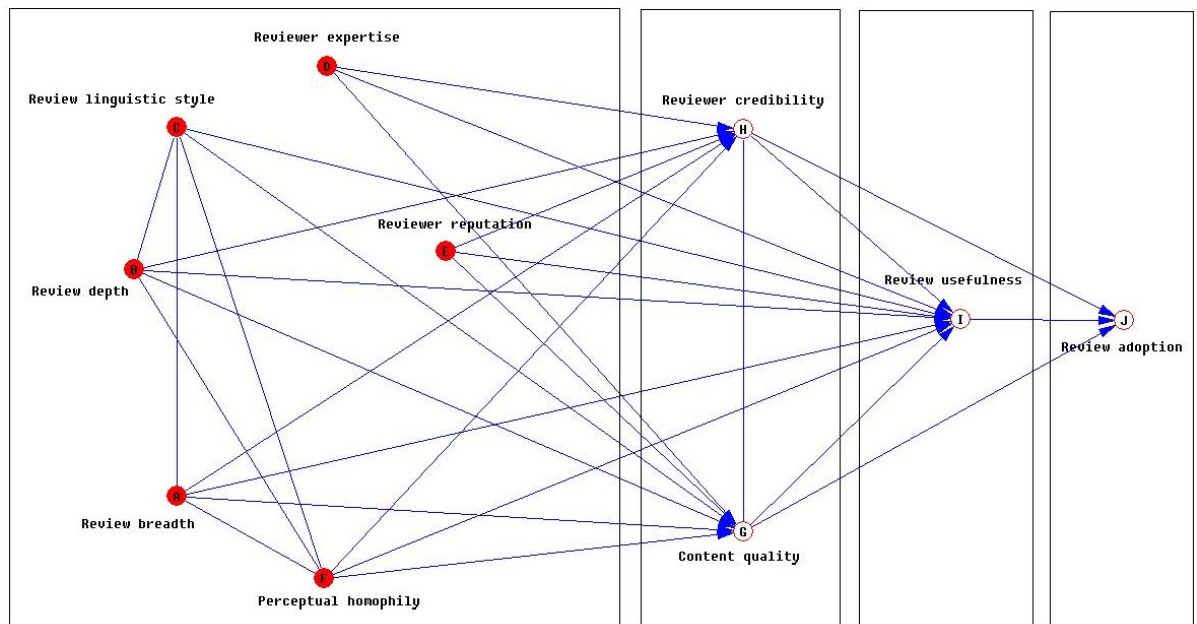 Reviewer expertise
D
Review linguistic style
C
Reviewer credibility
H
Reviewer reputation
E
B
Review depth
Review usefulness
I
J
Review adoption
A
Review breadth
G
Content quality
F
Perceptual homophily